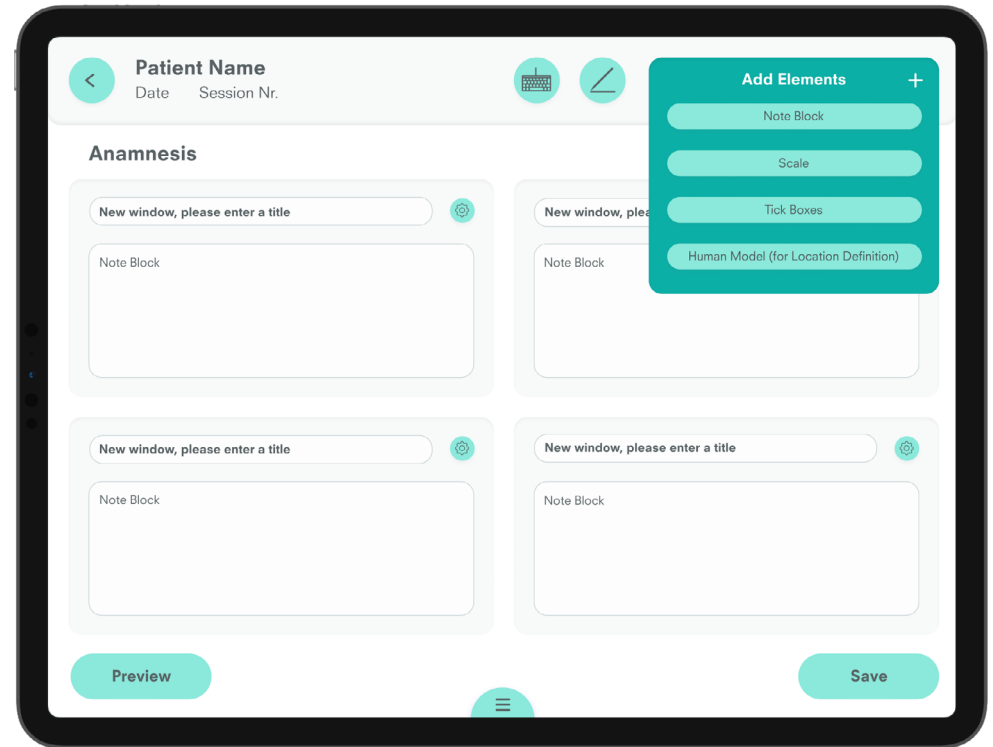 Patient Name
Date Session Nr.
Add Elements
Note Block
Scale
Tick Boxes
Human Model (for Location Definition)
Anamnesis
New window, please enter a title
Note Block
New window,
Note Block
New window, please enter a title
Note Block
New window, please enter a title
Note Block
Preview
Save